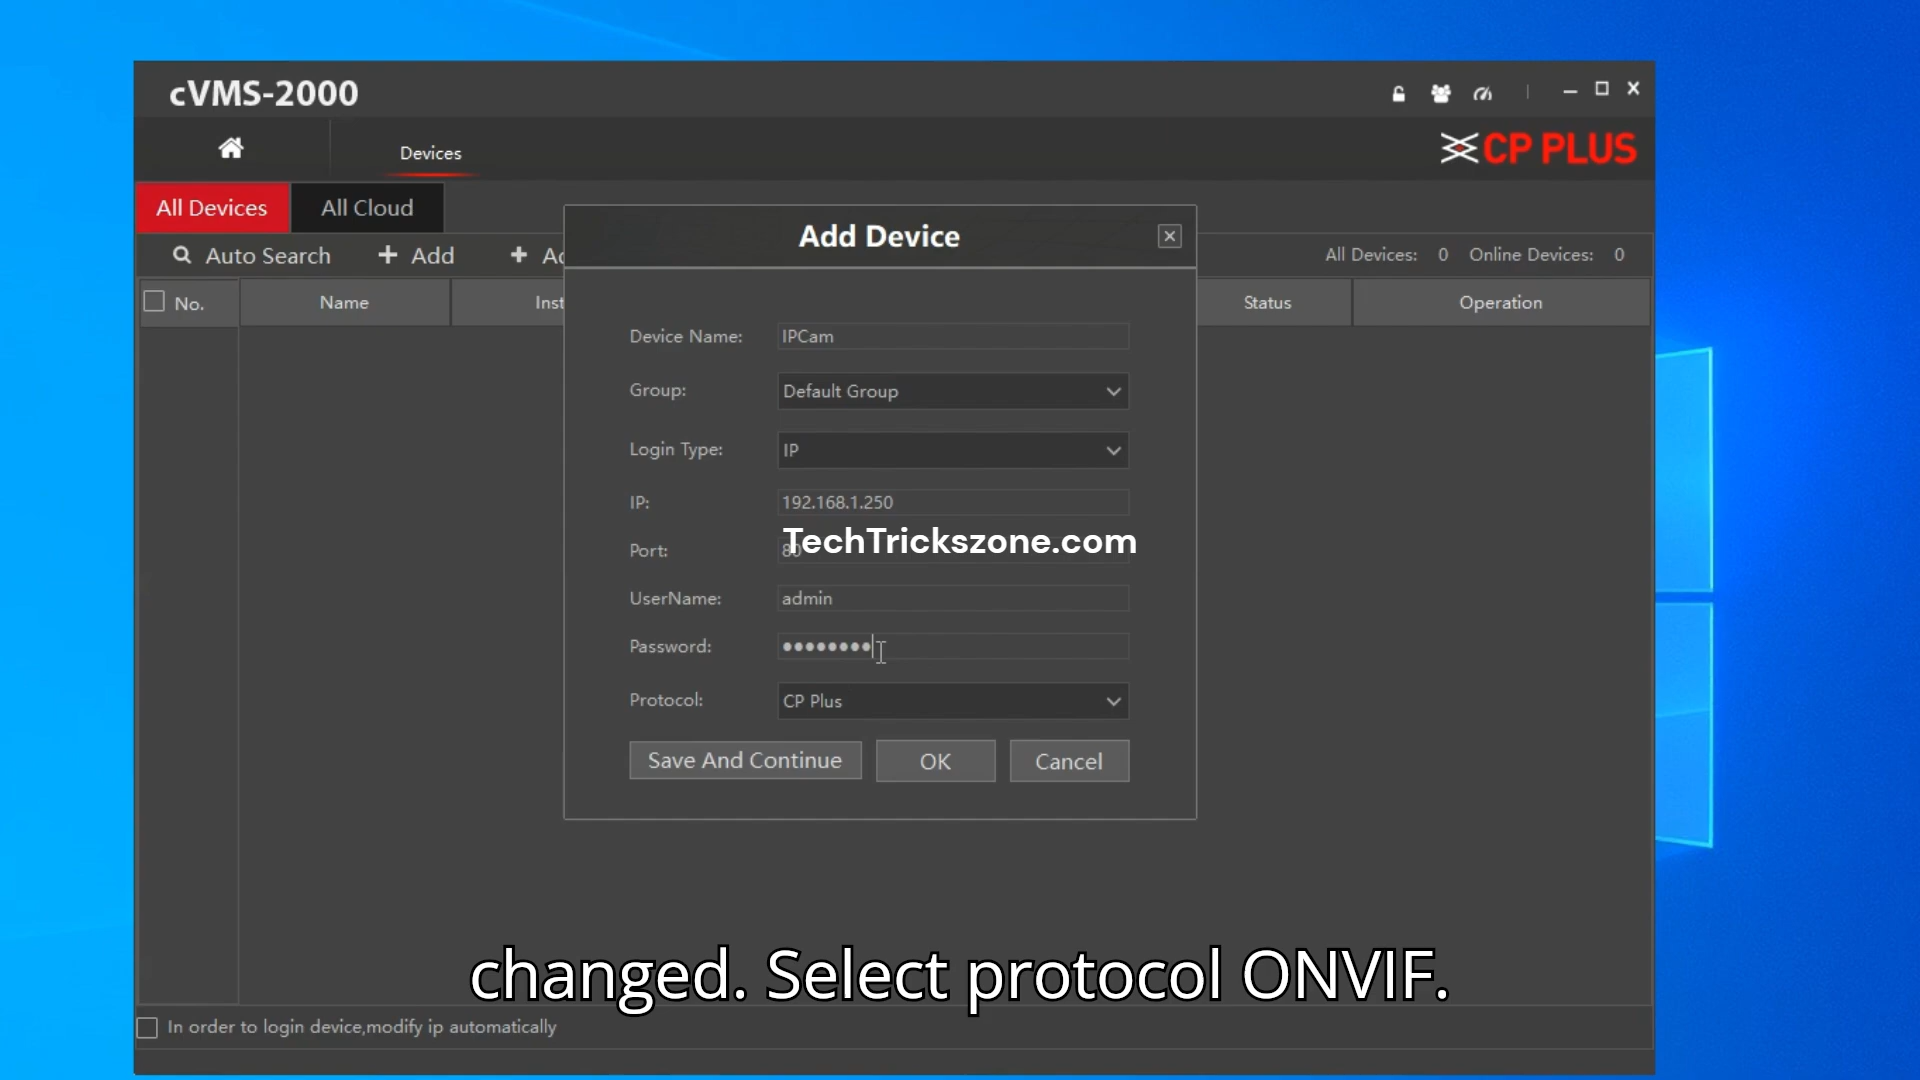 cVMS-2000
Devices
CP PLUS
All Devices
All Cloud
Auto Search
Add
All Devices: 0
Online Devices: 0
No.
Name
Status
Operation
Add Device
Device Name: IPCam
Group: Default Group
Login Type: IP
IP: 192.168.1.250
TechTrickszone.com
Port: 80
UserName: admin
Password: ••••••••
Protocol: CP Plus
Save And Continue
OK
Cancel
changed. Select protocol ONVIF.
In order to login device,modify ip automatically